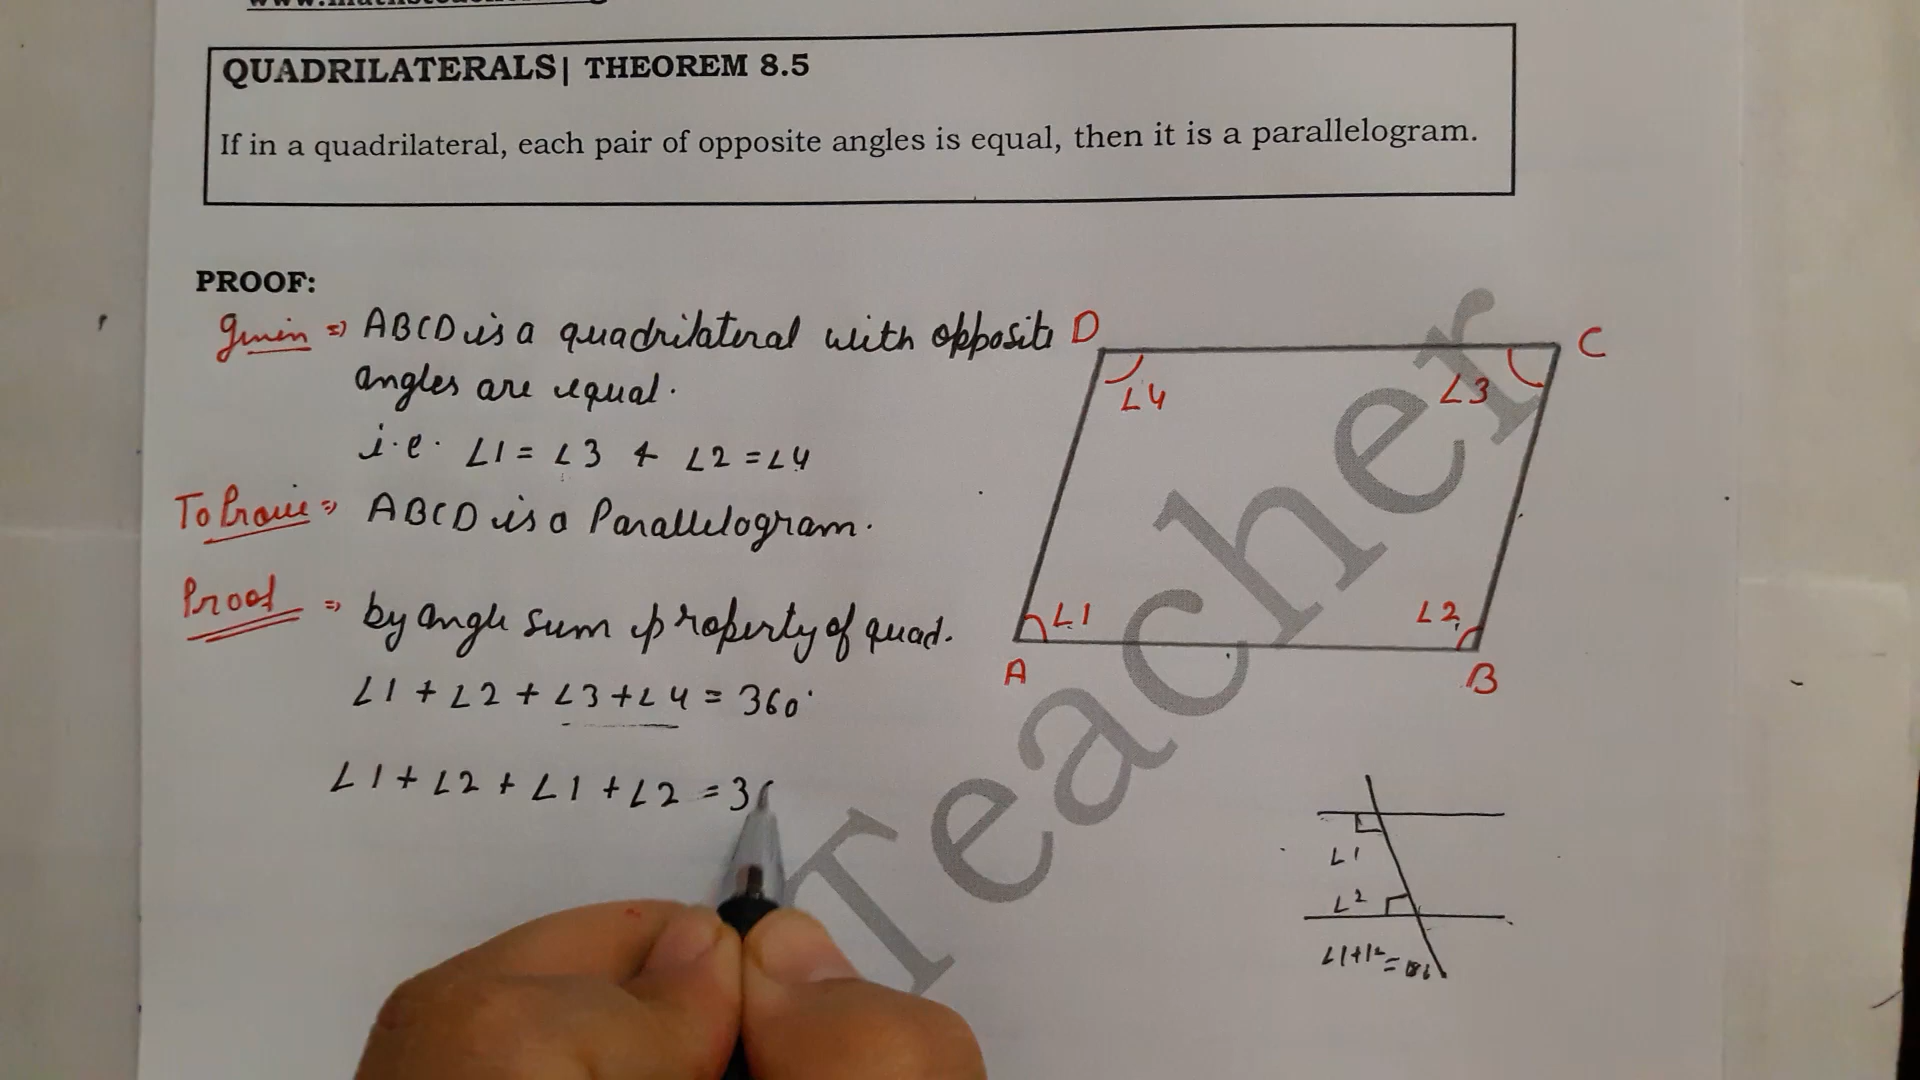 QUADRILATERALS| THEOREM 8.5
If in a quadrilateral, each pair of opposite angles is equal, then it is a parallelogram.
PROOF:
Given ⇒ ABCD is a quadrilateral with opposite
angles are equal.
i.e. ∠1 = ∠3 & ∠2 = ∠4
To Prove ⇒ ABCD is a Parallelogram.
Proof ⇒ by angle sum property of quad.
∠1 + ∠2 + ∠3 + ∠4 = 360°
∠1 + ∠2 + ∠1 + ∠2 = 36
D C
∠4 ∠3
∠1 ∠2
A B
∠1
∠2
∠1+
Teacher